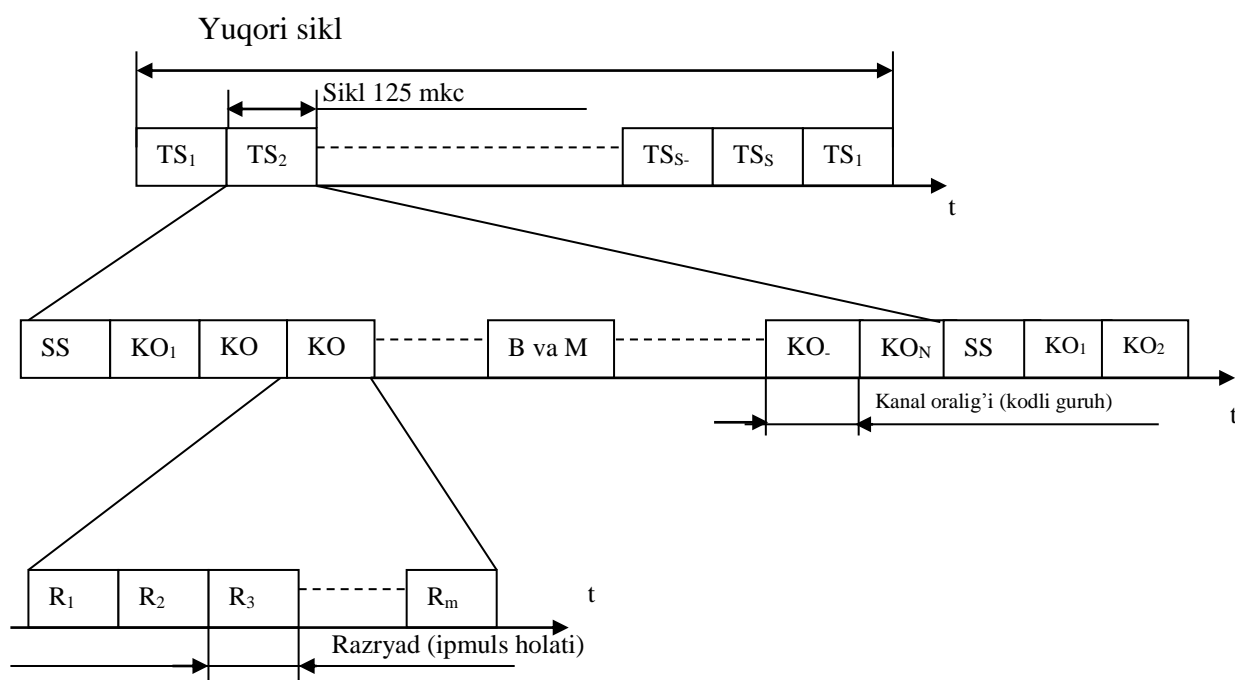 Yuqori sikl
Sikl 125 mkc
TS₁ TS₂ TSS- TSS TS₁
t
SS KO₁ KO KO B va M KO- KON SS KO₁ KO₂
Kanal oralig’i (kodli guruh)
t
R₁ R₂ R₃ Rₘ t
Razryad (ipmuls holati)